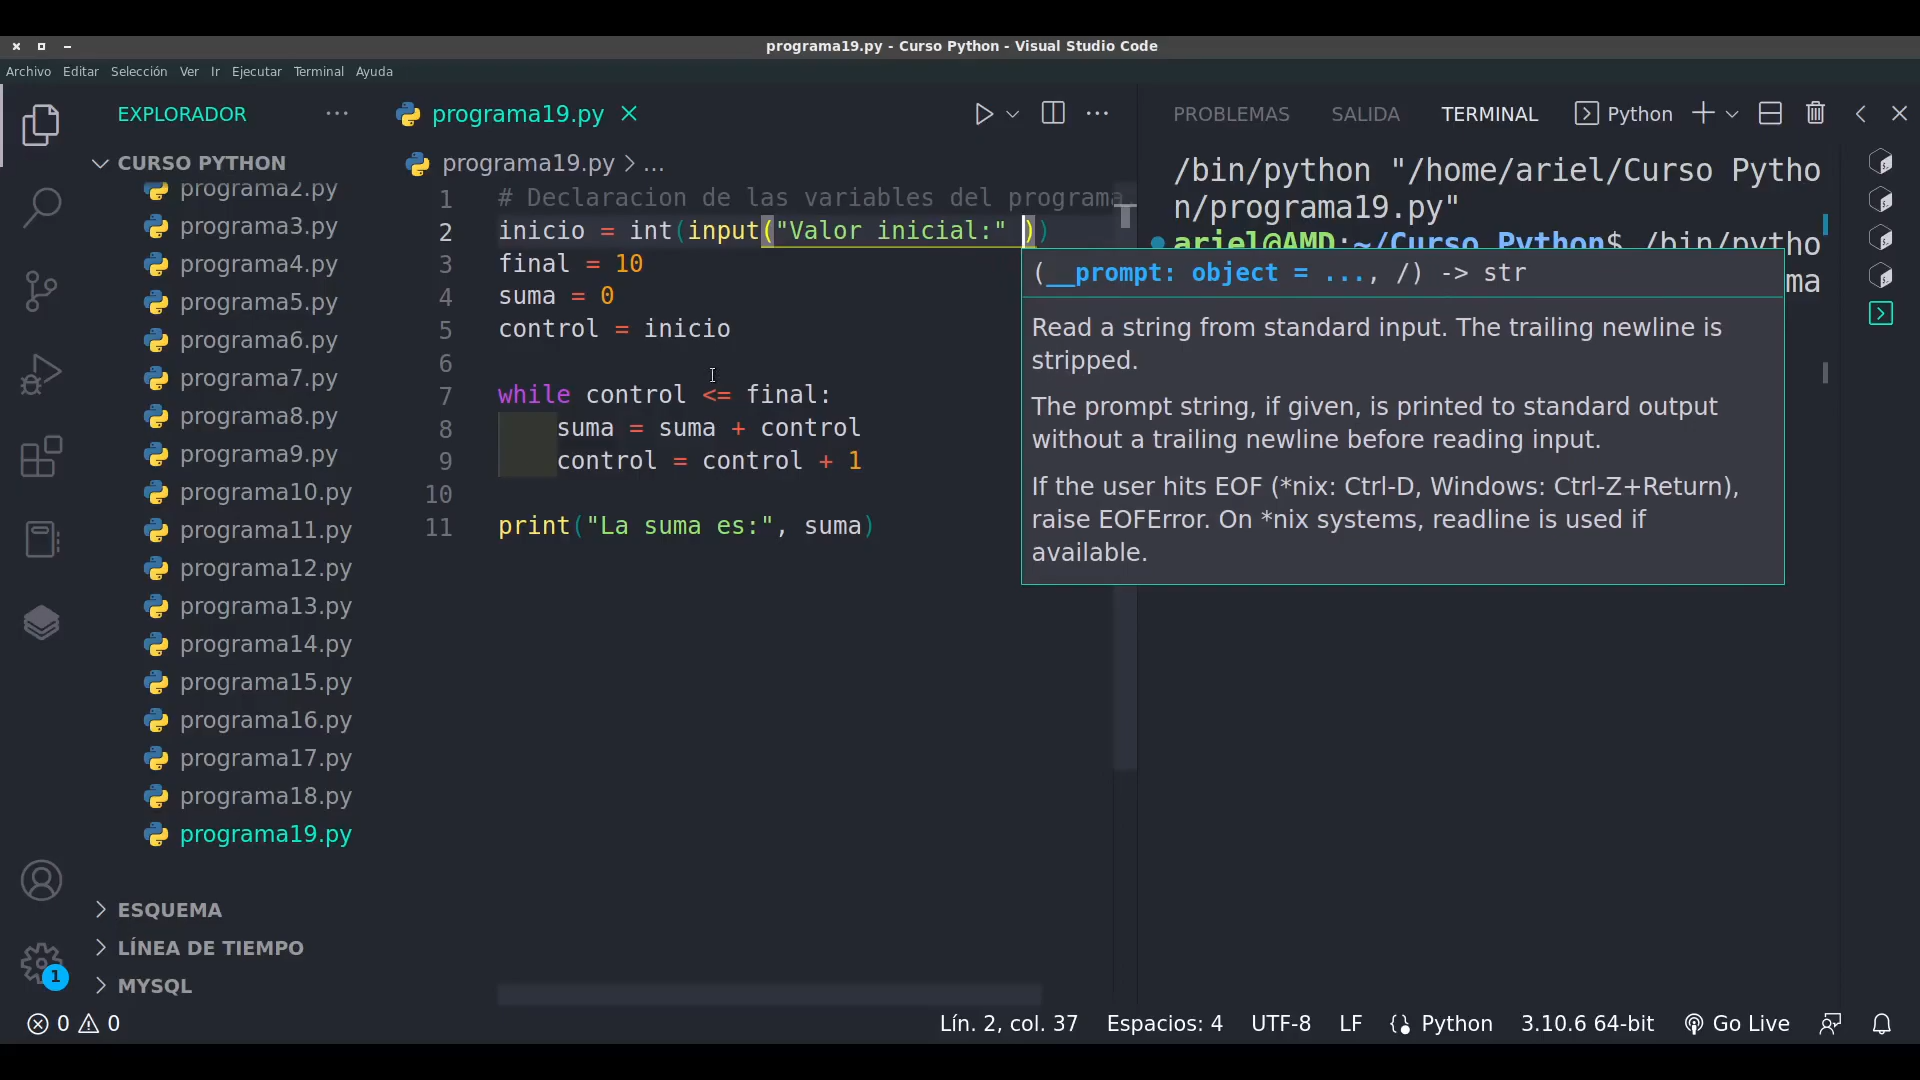 programa19.py - Curso Python - Visual Studio Code
Archivo Editar Selección Ver Ir Ejecutar Terminal Ayuda
EXPLORADOR
CURSO PYTHON
programa2.py
programa3.py
programa4.py
programa5.py
programa6.py
programa7.py
programa8.py
programa9.py
programa10.py
programa11.py
programa12.py
programa13.py
programa14.py
programa15.py
programa16.py
programa17.py
programa18.py
programa19.py
ESQUEMA
LÍNEA DE TIEMPO
MYSQL
1
programa19.py
programa19.py > ...
1 # Declaracion de las variables del programa
2 inicio = int(input("Valor inicial:" ))
3 final = 10
4 suma = 0
5 control = inicio
6
7 while control <= final:
8 suma = suma + control
9 control = control + 1
10
11 print("La suma es:", suma)
PROBLEMAS SALIDA TERMINAL Python
/bin/python "/home/ariel/Curso Pytho
n/programa19.py"
ariel@AMD:~/Curso Python$ /bin/pytho
ma
(__prompt: object = ..., /) -> str
Read a string from standard input. The trailing newline is
stripped.
The prompt string, if given, is printed to standard output
without a trailing newline before reading input.
If the user hits EOF (*nix: Ctrl-D, Windows: Ctrl-Z+Return),
raise EOFError. On *nix systems, readline is used if
available.
0 0 Lín. 2, col. 37 Espacios: 4 UTF-8 LF Python 3.10.6 64-bit Go Live